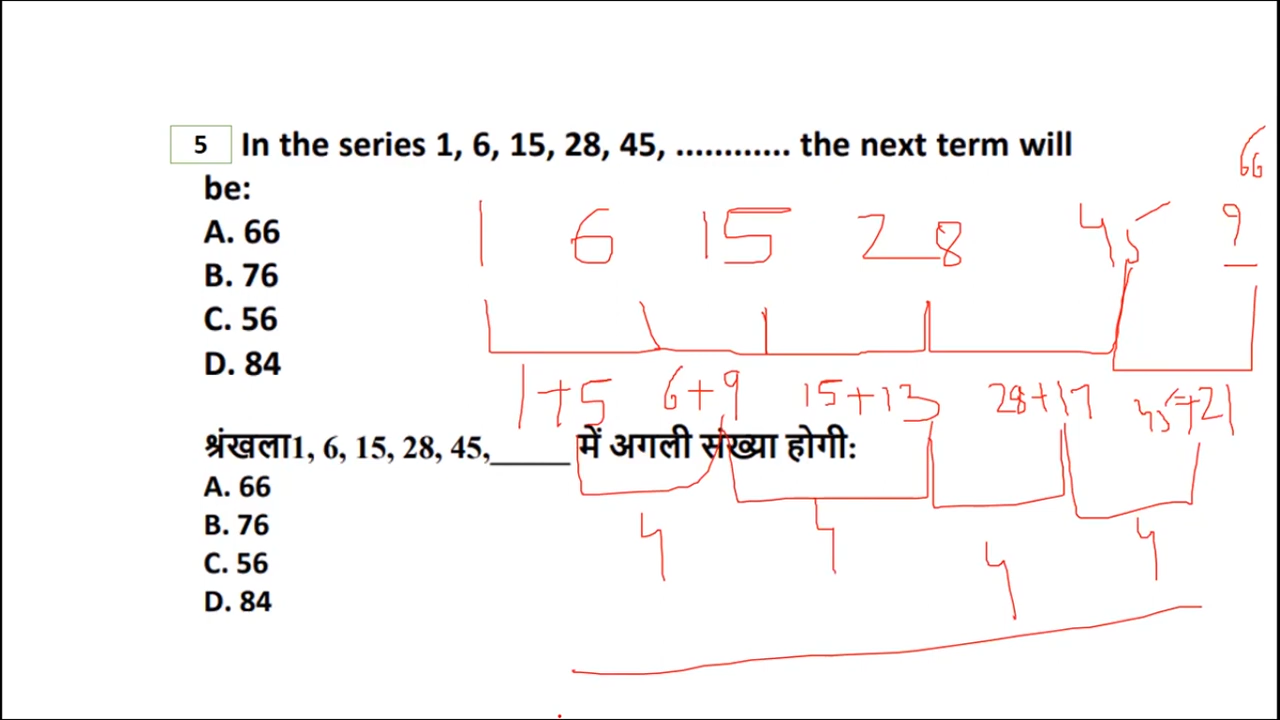 5 In the series 1, 6, 15, 28, 45, ............ the next term will
be:
A. 66
B. 76
C. 56
D. 84
66
1 6 15 28 45 ?
1+5 6+9 15+13 28+17 45+21
श्रंखला1, 6, 15, 28, 45,______ में अगली संख्या होगी:
A. 66
B. 76
C. 56
D. 84
4 4 4 4